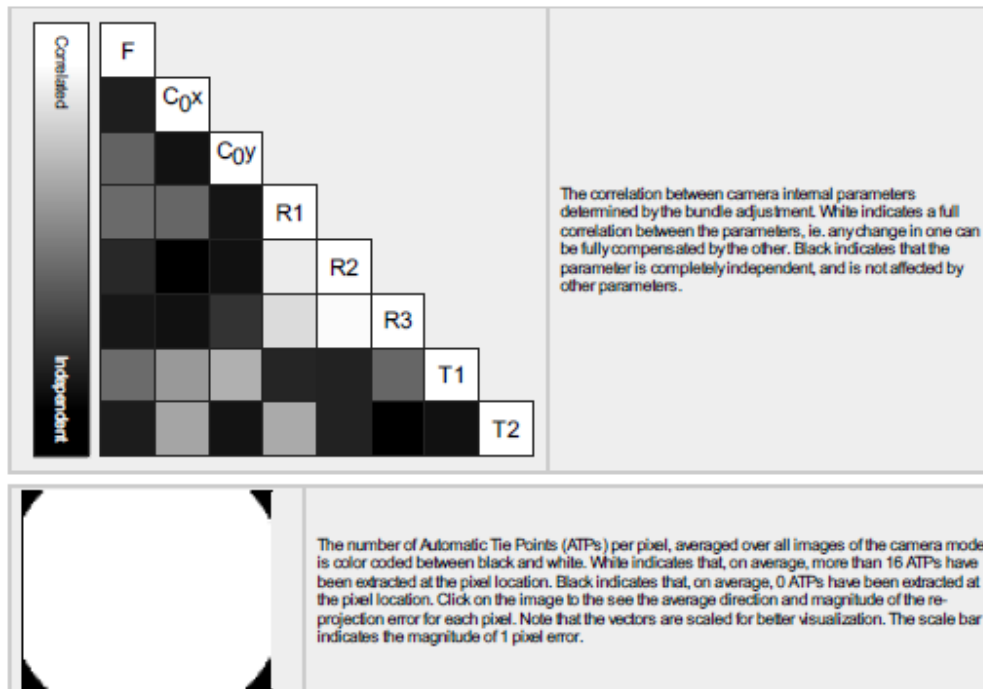 Correlated
Independent
F
C0x
C0y
R1
R2
R3
T1
T2
The correlation between camera internal parameters
determined by the bundle adjustment. White indicates a full
correlation between the parameters, ie. any change in one can
be fully compensated by the other. Black indicates that the
parameter is completely independent, and is not affected by
other parameters.
The number of Automatic Tie Points (ATPs) per pixel, averaged over all images of the camera mode
is color coded between black and white. White indicates that, on average, more than 16 ATPs have
been extracted at the pixel location. Black indicates that, on average, 0 ATPs have been extracted at
the pixel location. Click on the image to the see the average direction and magnitude of the re-
projection error for each pixel. Note that the vectors are scaled for better visualization. The scale bar
indicates the magnitude of 1 pixel error.